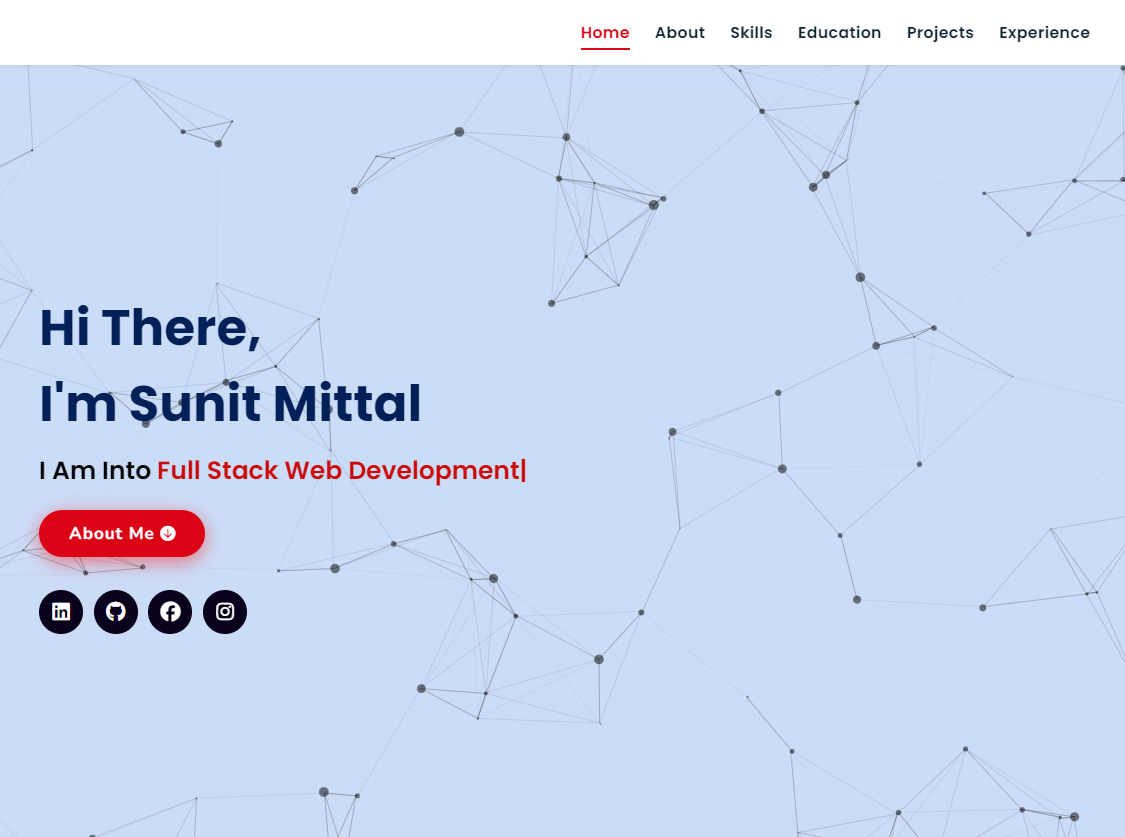 Home About Skills Education Projects Experience
Hi There,
I'm Sunit Mittal
I Am Into Full Stack Web Development|
About Me